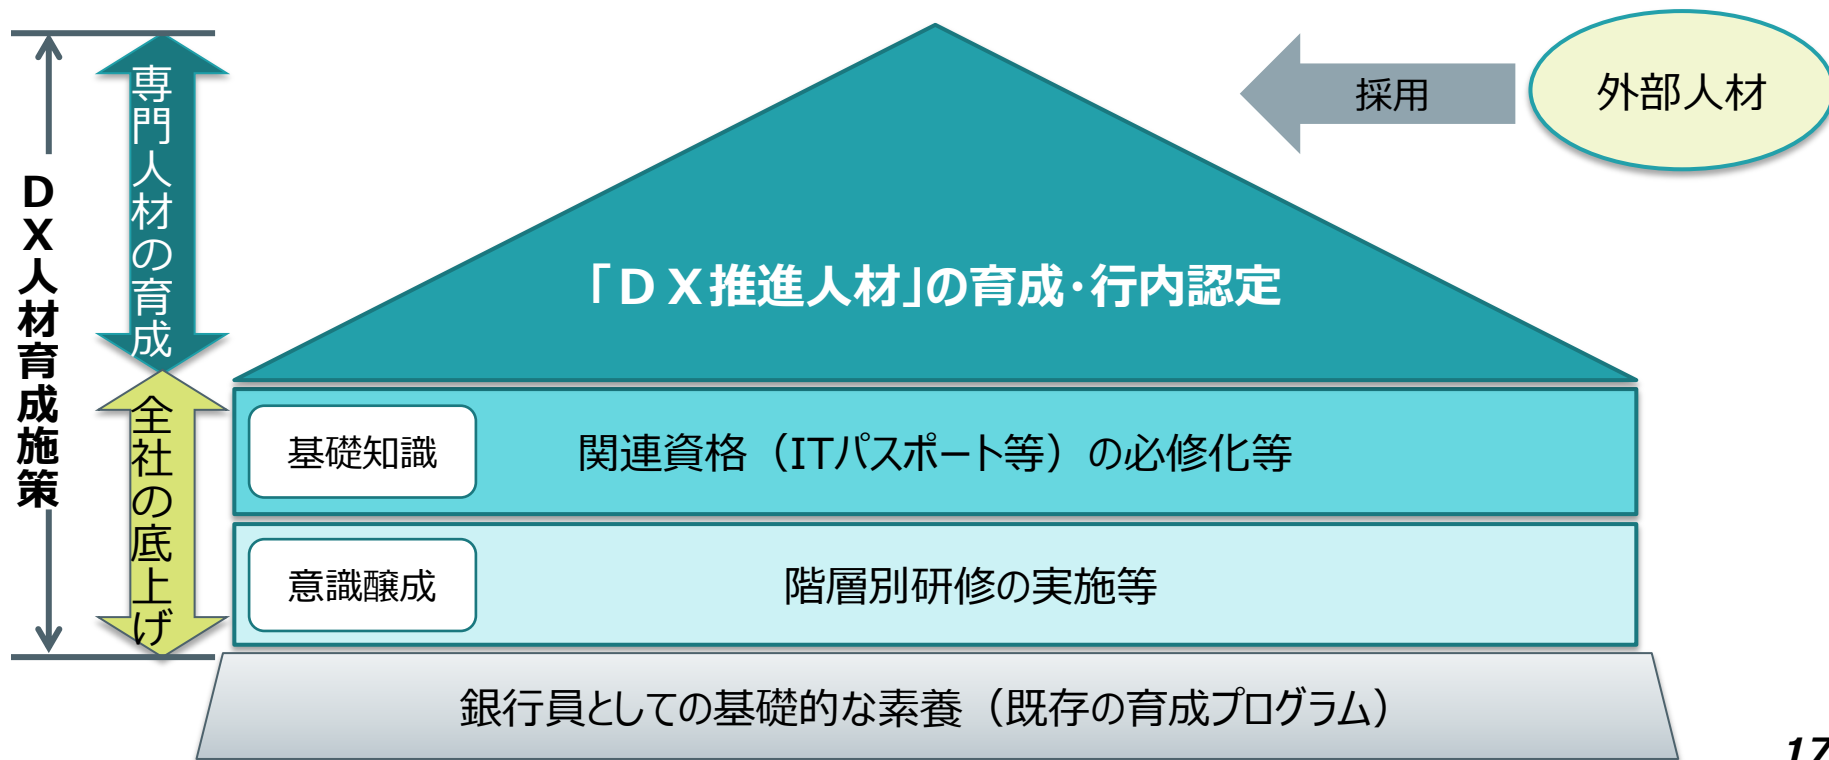 DX人材育成施策
専門人材の育成
全社の底上げ
採用
外部人材
「DX推進人材」の育成・行内認定
基礎知識
関連資格（ITパスポート等）の必修化等
意識醸成
階層別研修の実施等
銀行員としての基礎的な素養（既存の育成プログラム）
17